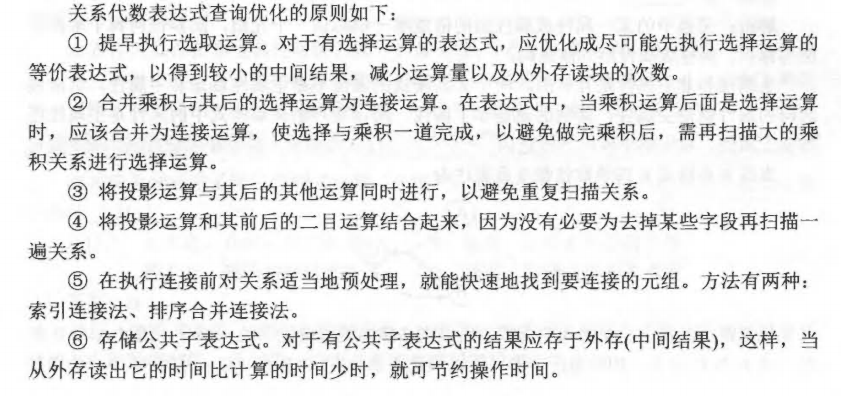 关系代数表达式查询优化的原则如下：
① 提早执行选取运算。对于有选择运算的表达式，应优化成尽可能先执行选择运算的
等价表达式，以得到较小的中间结果，减少运算量以及从外存读块的次数。
② 合并乘积与其后的选择运算为连接运算。在表达式中，当乘积运算后面是选择运算
时，应该合并为连接运算，使选择与乘积一道完成，以避免做完乘积后，需再扫描大的乘
积关系进行选择运算。
③ 将投影运算与其后的其他运算同时进行，以避免重复扫描关系。
④ 将投影运算和其前后的二目运算结合起来，因为没有必要为去掉某些字段再扫描一
遍关系。
⑤ 在执行连接前对关系适当地预处理，就能快速地找到要连接的元组。方法有两种：
索引连接法、排序合并连接法。
⑥ 存储公共子表达式。对于有公共子表达式的结果应存于外存(中间结果)，这样，当
从外存读出它的时间比计算的时间少时，就可节约操作时间。